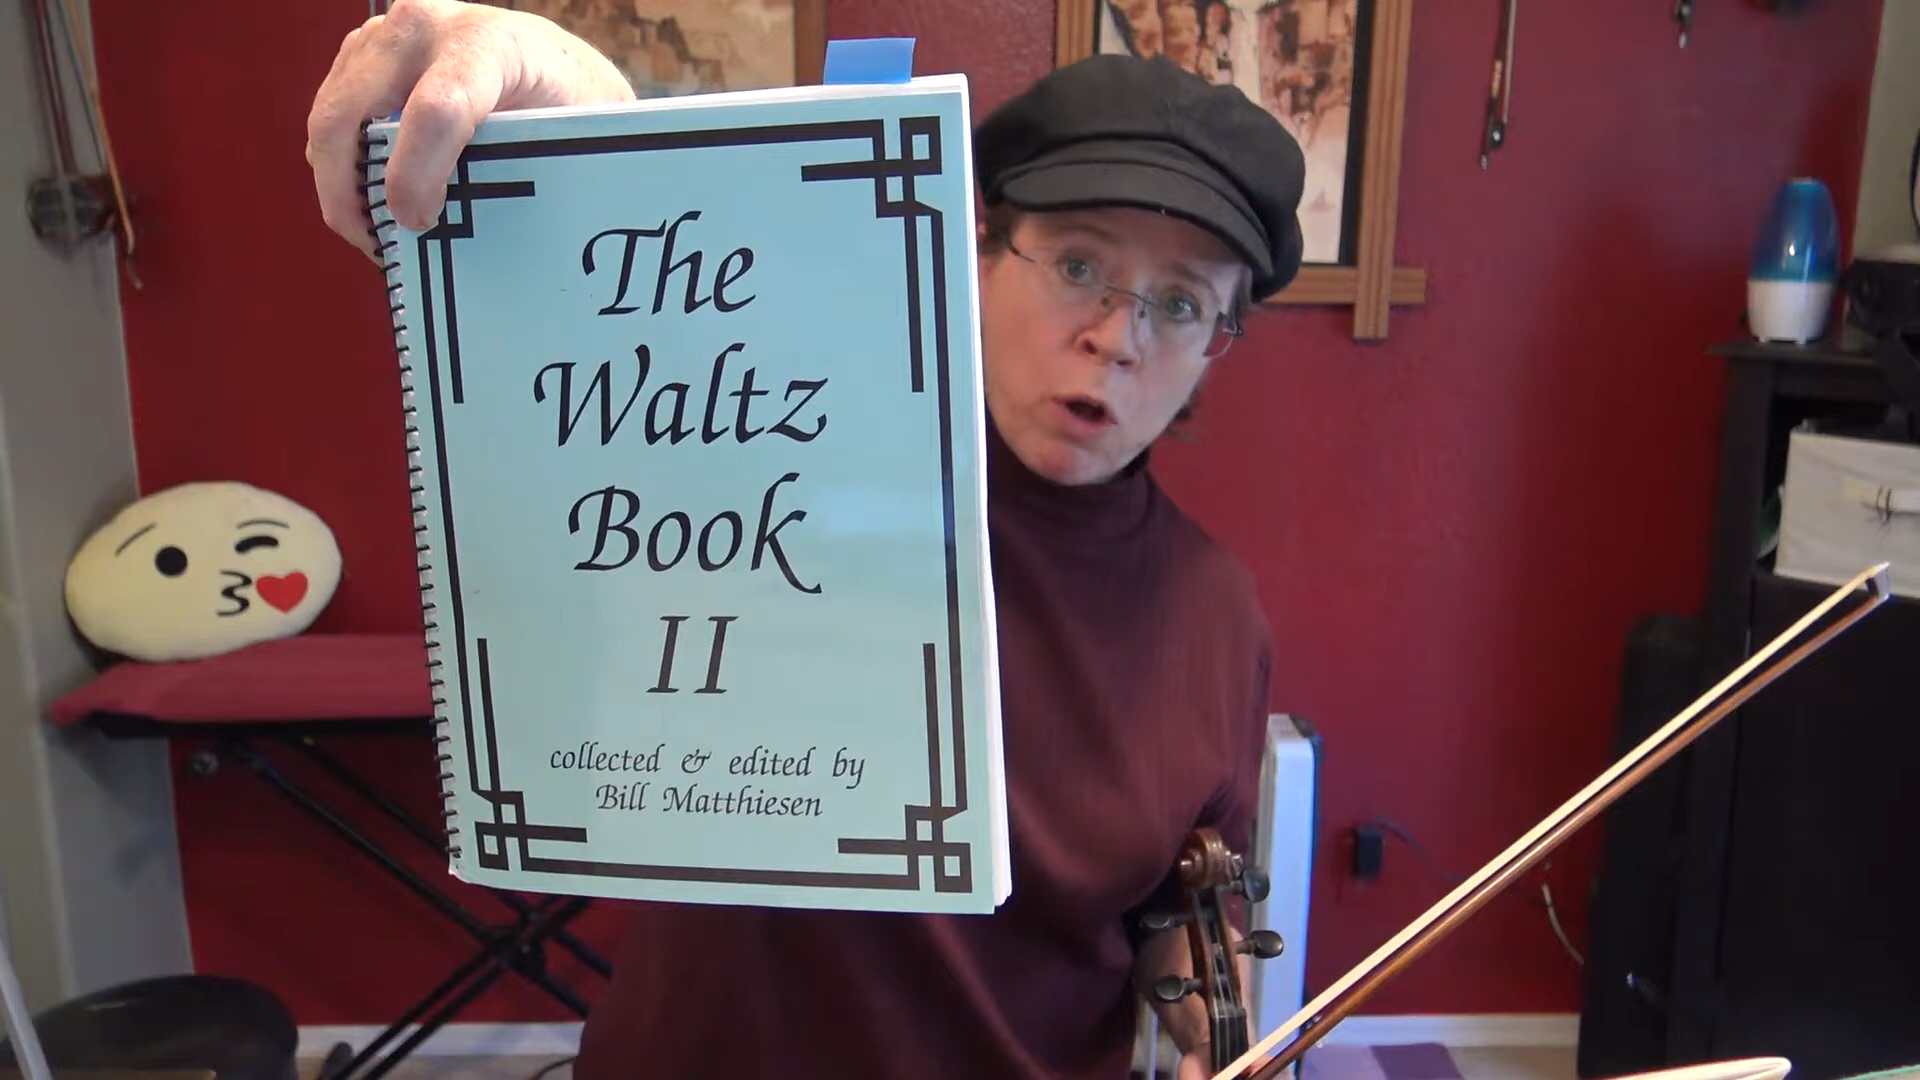 The
Waltz
Book
II
collected & edited by
Bill Matthiesen